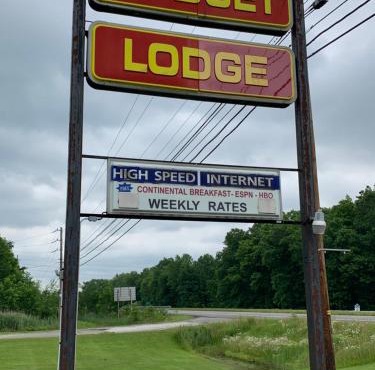 LODGE
HIGH SPEED INTERNET
CONTINENTAL BREAKFAST - ESPN - HBO
WEEKLY RATES